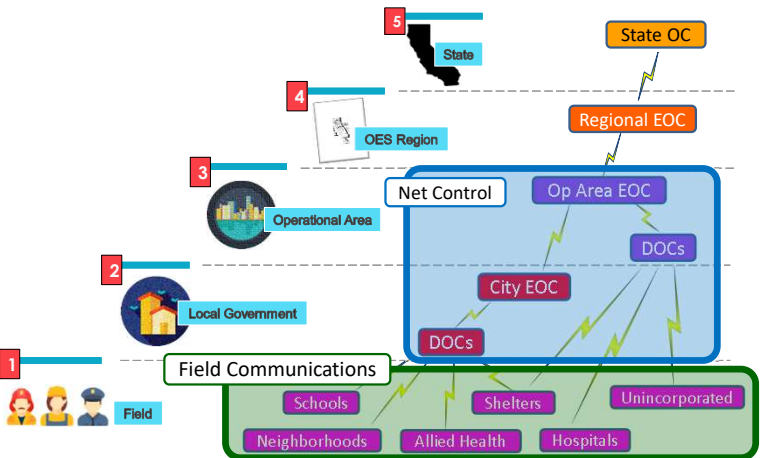 5
State
State OC
4
OES Region
Regional EOC
3
Operational Area
Net Control
Op Area EOC
DOCs
2
Local Government
City EOC
DOCs
1
Field
Field Communications
Schools
Shelters
Unincorporated
Neighborhoods
Allied Health
Hospitals